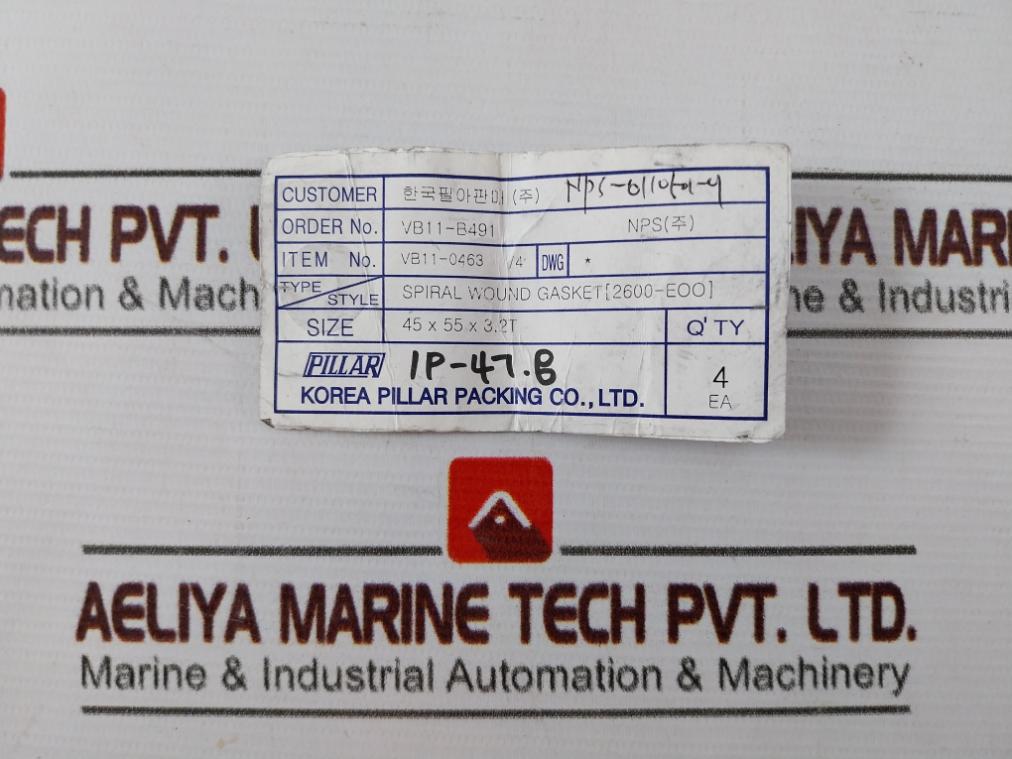 CUSTOMER 한국필아판매(주)
ORDER No. VB11-B491 NPS(주)
ITEM No. VB11-0463 /4 DWG *
TYPE STYLE SPIRAL WOUND GASKET[2600-EOO]
SIZE 45 x 55 x 3.2T Q'TY
PILLAR 1P-47.B 4
KOREA PILLAR PACKING CO., LTD. EA
ECH PVT. IYA MAR
mation & Mach ne & Industri
AELIYA MARINE TECH PVT. LTD.
Marine & Industrial Automation & Machinery